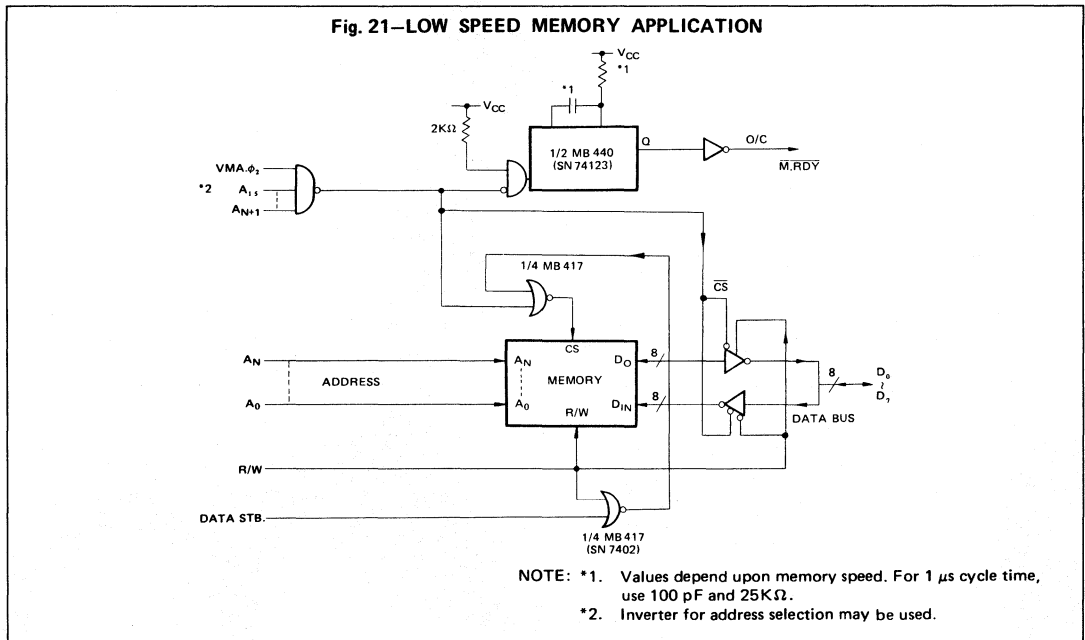 Fig. 21—LOW SPEED MEMORY APPLICATION
VCC
*1
*1
VCC
2KΩ
1/2 MB 440
(SN 74123)
Q
O/C
M.RDY
VMA.φ2
*2
A15
AN+1
1/4 MB 417
CS
CS
AN
ADDRESS
A0
AN
MEMORY
A0
R/W
DO
DIN
8
8
8
D0
~
D7
DATA BUS
R/W
DATA STB.
1/4 MB 417
(SN 7402)
NOTE: *1. Values depend upon memory speed. For 1 μs cycle time,
use 100 pF and 25KΩ.
*2. Inverter for address selection may be used.